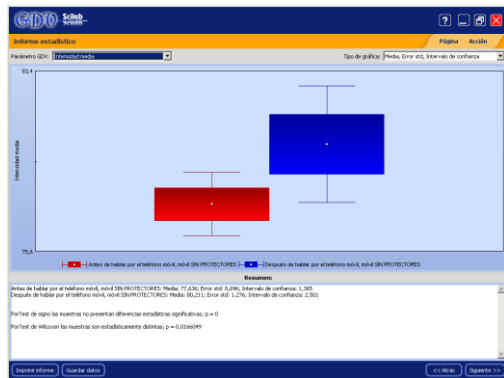 GDV Scilab
Informe estadístico
Página Acción
Parámetro GDV: Intensidad media
Tipo de gráfica: Media, Error std, Intervalo de confianza
83,4
Intensidad media
75,6
Antes de hablar por el teléfono móvil, móvil SIN PROTECTORES
Después de hablar por el teléfono móvil, móvil SIN PROTECTORES
Resumen:
Antes de hablar por el teléfono móvil, móvil SIN PROTECTORES: Media: 77,636; Error std: 0,696; Intervalo de confianza: 1,365
Después de hablar por el teléfono móvil, móvil SIN PROTECTORES: Media: 80,211; Error std: 1,276; Intervalo de confianza: 2,501
PorTest de signo las muestras no presentan diferencias estadísticas significativas; p = 0
PorTest de Wilcoxon las muestras son estadísticamente distintas; p = 0,0166049
Imprimir informe
Guardar datos
<< Atrás
Siguiente >>